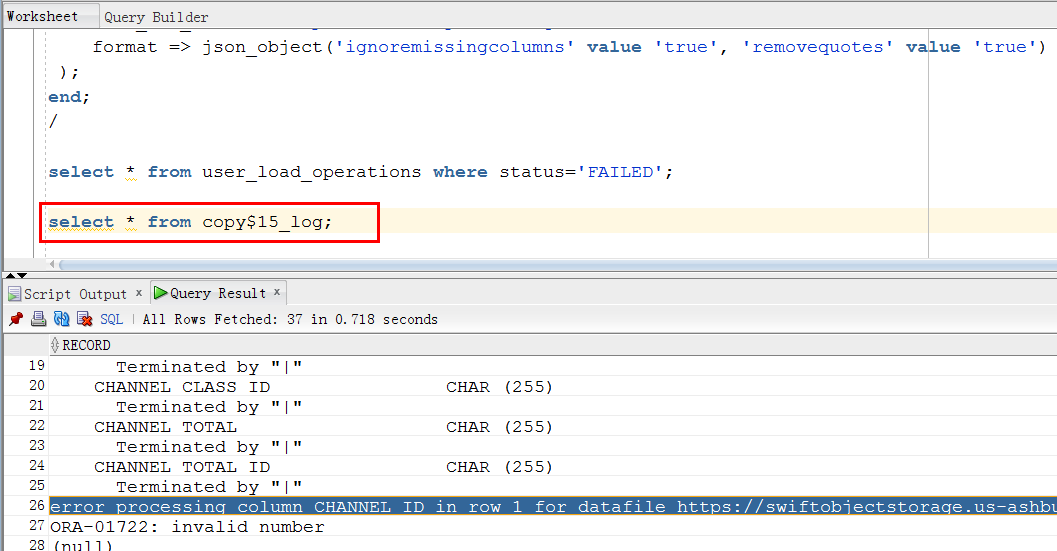 Worksheet Query Builder
format => json_object('ignoremissingcolumns' value 'true', 'removequotes' value 'true')
);
end;
/
select * from user_load_operations where status='FAILED';
select * from copy$15_log;
Script Output x Query Result x
SQL | All Rows Fetched: 37 in 0.718 seconds
RECORD
19 Terminated by "|"
20 CHANNEL CLASS ID CHAR (255)
21 Terminated by "|"
22 CHANNEL TOTAL CHAR (255)
23 Terminated by "|"
24 CHANNEL TOTAL ID CHAR (255)
25 Terminated by "|"
26 error processing column CHANNEL ID in row 1 for datafile https://swiftobjectstorage.us-ashbu
27 ORA-01722: invalid number
28 (null)